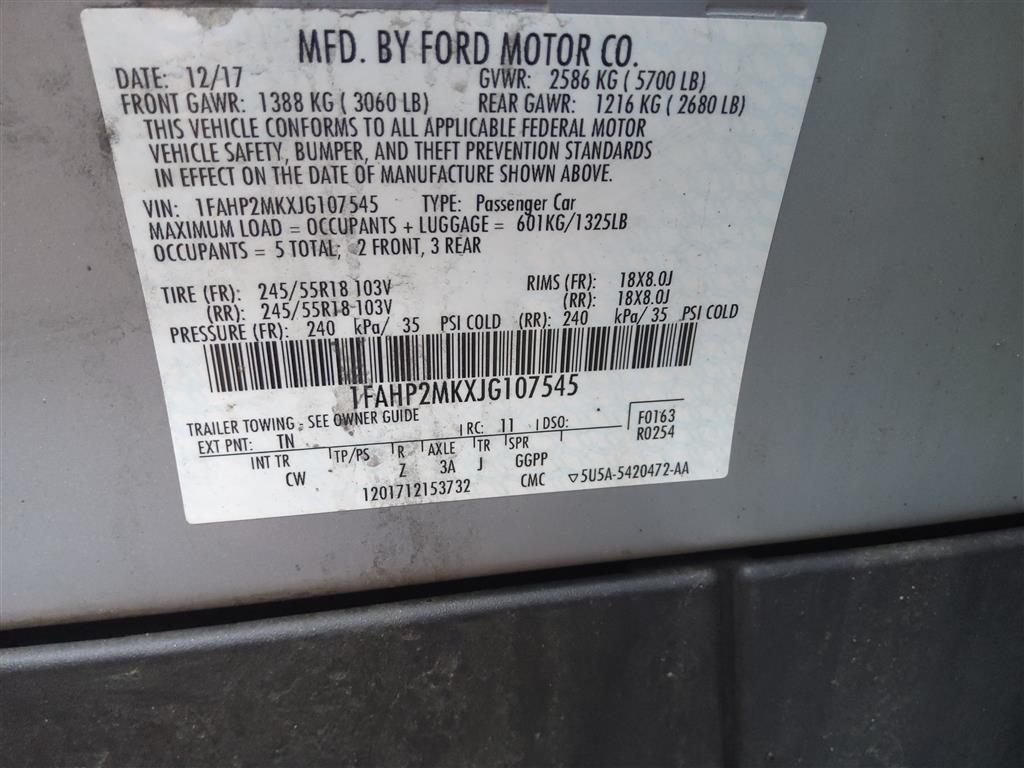 MFD. BY FORD MOTOR CO.
DATE: 12/17 GVWR: 2586 KG ( 5700 LB)
FRONT GAWR: 1388 KG ( 3060 LB) REAR GAWR: 1216 KG ( 2680 LB)
THIS VEHICLE CONFORMS TO ALL APPLICABLE FEDERAL MOTOR
VEHICLE SAFETY, BUMPER, AND THEFT PREVENTION STANDARDS
IN EFFECT ON THE DATE OF MANUFACTURE SHOWN ABOVE.
VIN: 1FAHP2MKXJG107545 TYPE: Passenger Car
MAXIMUM LOAD = OCCUPANTS + LUGGAGE = 601KG/1325LB
OCCUPANTS = 5 TOTAL, 2 FRONT, 3 REAR
TIRE (FR): 245/55R18 103V RIMS (FR): 18X8.0J
(RR): 245/55R18 103V (RR): 18X8.0J
PRESSURE (FR): 240 kPa/ 35 PSI COLD (RR): 240 kPa/ 35 PSI COLD
1FAHP2MKXJG107545
TRAILER TOWING - SEE OWNER GUIDE
EXT PNT: TN RC: 11 DSO: F0163
R0254
INT TR TP/PS R AXLE TR SPR
CW Z 3A J GGPP
1201712153732 CMC ▽5U5A-5420472-AA